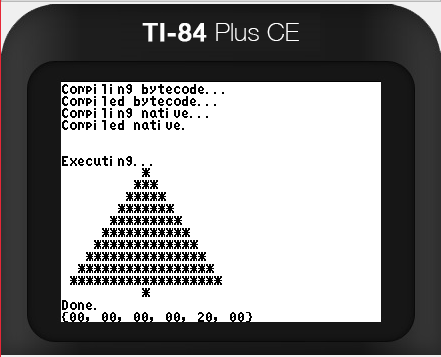 TI-84 Plus CE
Compiling bytecode...
Compiled bytecode...
Compiling native...
Compiled native.
Executing...
*
***
*****
*******
*********
***********
*************
***************
*****************
*******************
*
Done.
{00, 00, 00, 00, 20, 00}